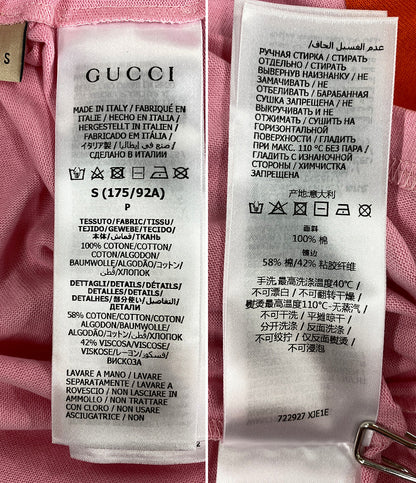 S
GUCCI
MADE IN ITALY / FABRIQUÉ EN
ITALIE / HECHO EN ITALIA /
HERGESTELLT IN ITALIEN /
FABRICADO EM ITÁLIA /
イタリア製 / صنع في إيطاليا /
СДЕЛАНО В ИТАЛИИ
S (175/92A)
P
TESSUTO/FABRIC/TISSU/
TEJIDO/GEWEBE/TECIDO/
本体/قماش/ТКАНЬ
100% COTONE/COTTON/
COTON/ALGODON/
BAUMWOLLE/ALGODÃO/コットン/
قطن/ХЛОПОК
DETTAGLI/DETAILS/DÉTAILS/
DETALLES/DETAILS/
DETALHES/部分使い/التفاصيل/
ДЕТАЛИ
58% COTONE/COTTON/COTON/
ALGODON/BAUMWOLLE/
ALGODÃO/コットン/قطن/ХЛОПОК
42% VISCOSA/VISCOSE/
VISKOSE/レーヨン/فسكوز/
ВИСКОЗА
LAVARE A MANO / LAVARE
SEPARATAMENTE / LAVARE A
ROVESCIO / NON LASCIARE IN
AMMOLLO / NON TRATTARE
CON CLORO / NON USARE
ASCIUGATRICE / NON
2
عدم الغسيل الجاف/
РУЧНАЯ СТИРКА / СТИРАТЬ
ОТДЕЛЬНО / СТИРАТЬ
ВЫВЕРНУВ НАИЗНАНКУ / НЕ
ЗАМАЧИВАТЬ / НЕ
ОТБЕЛИВАТЬ / БАРАБАННАЯ
СУШКА ЗАПРЕЩЕНА / НЕ
ВЫКРУЧИВАТЬ И НЕ
ОТЖИМАТЬ / СУШИТЬ НА
ГОРИЗОНТАЛЬНОЙ
ПОВЕРХНОСТИ / ГЛАДИТЬ
ПРИ МАКС. 110 °C БЕЗ ПАРА /
ГЛАДИТЬ С ИЗНАНОЧНОЙ
СТОРОНЫ / ХИМЧИСТКА
ЗАПРЕЩЕНА
产地:意大利
面料
100% 棉
58% 棉/42% 粘胶纤维
手洗,最高洗涤温度40°C
/不可漂白 / 不可翻转干燥 /
熨烫最高温度110°C-无蒸汽
/ 不可干洗 / 平摊晾干 /
分开洗涤 / 反面洗涤 /
不可拧绞 / 仅反面熨烫 /
不可浸泡
722927 XJE1E